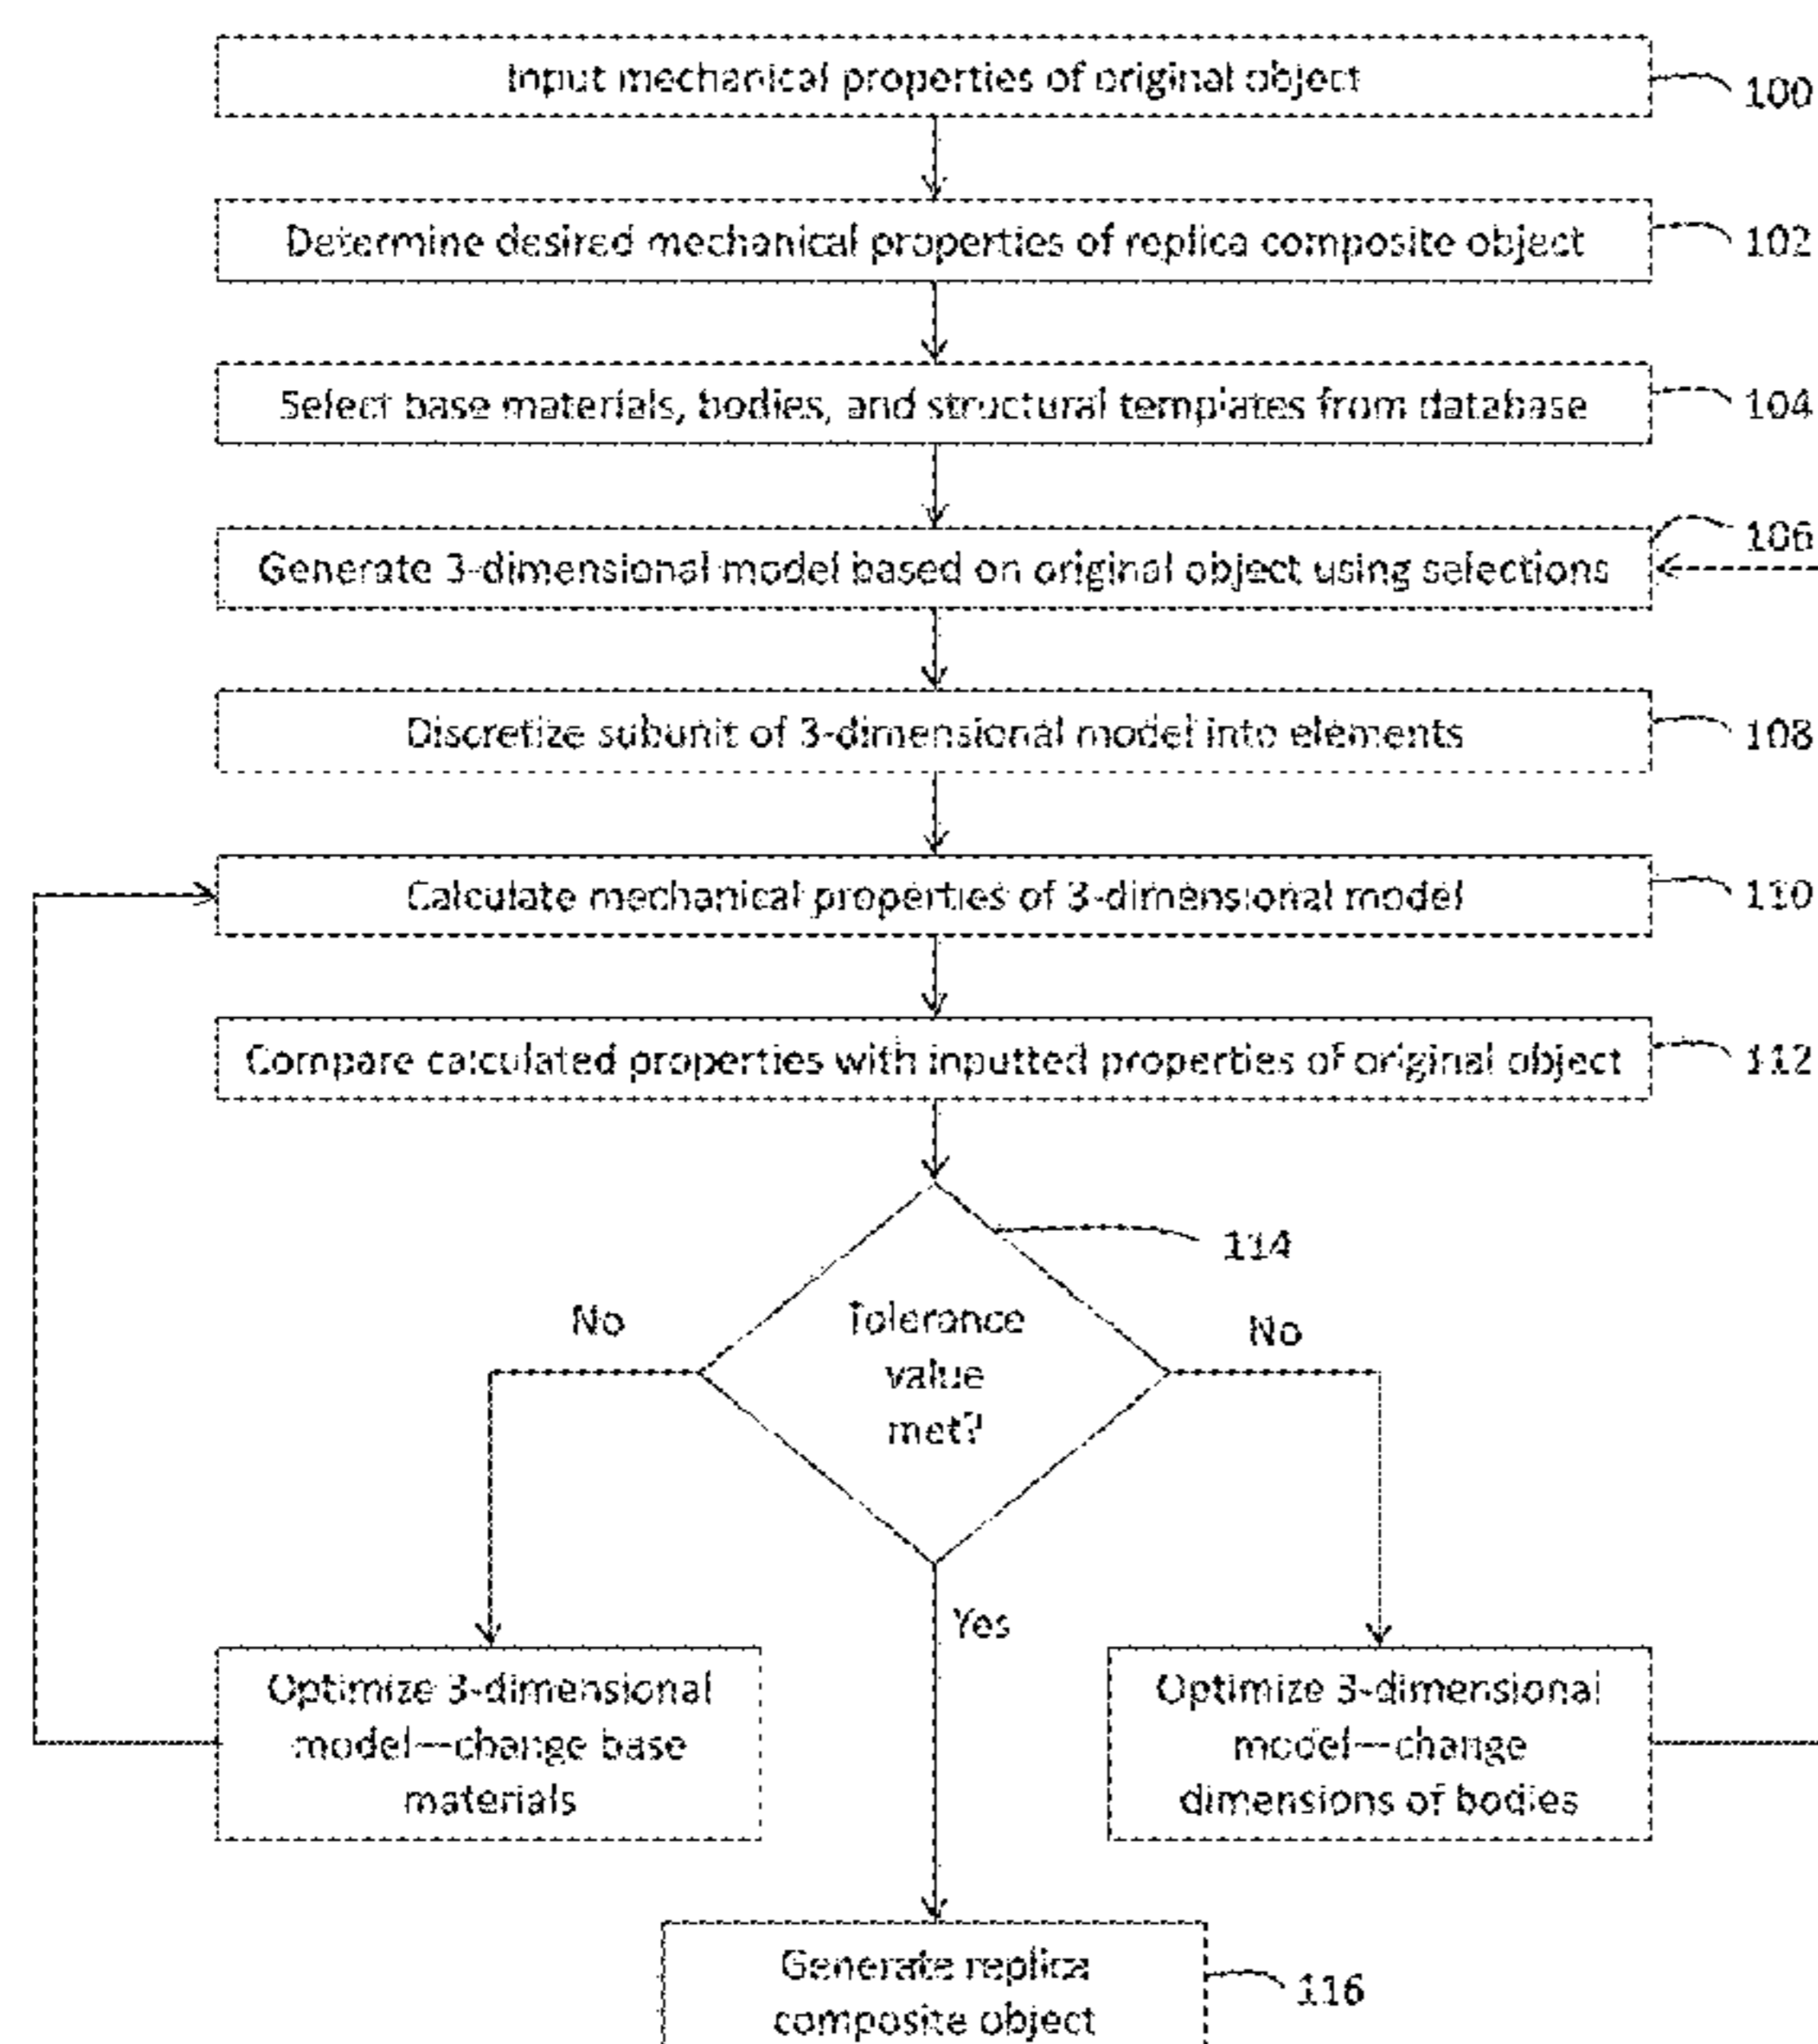 Input mechanical properties of original object
100
Determine desired mechanical properties of replica composite object
102
Select base materials, bodies, and structural templates from database
104
Generate 3-dimensional model based on original object using selections
106
Discretize subunit of 3-dimensional model into elements
108
Calculate mechanical properties of 3-dimensional model
110
Compare calculated properties with inputted properties of original object
112
114
Tolerance
value
met?
No
No
Yes
Optimize 3-dimensional
model—change base
materials
Optimize 3-dimensional
model—change
dimensions of bodies
Generate replica
composite object
116